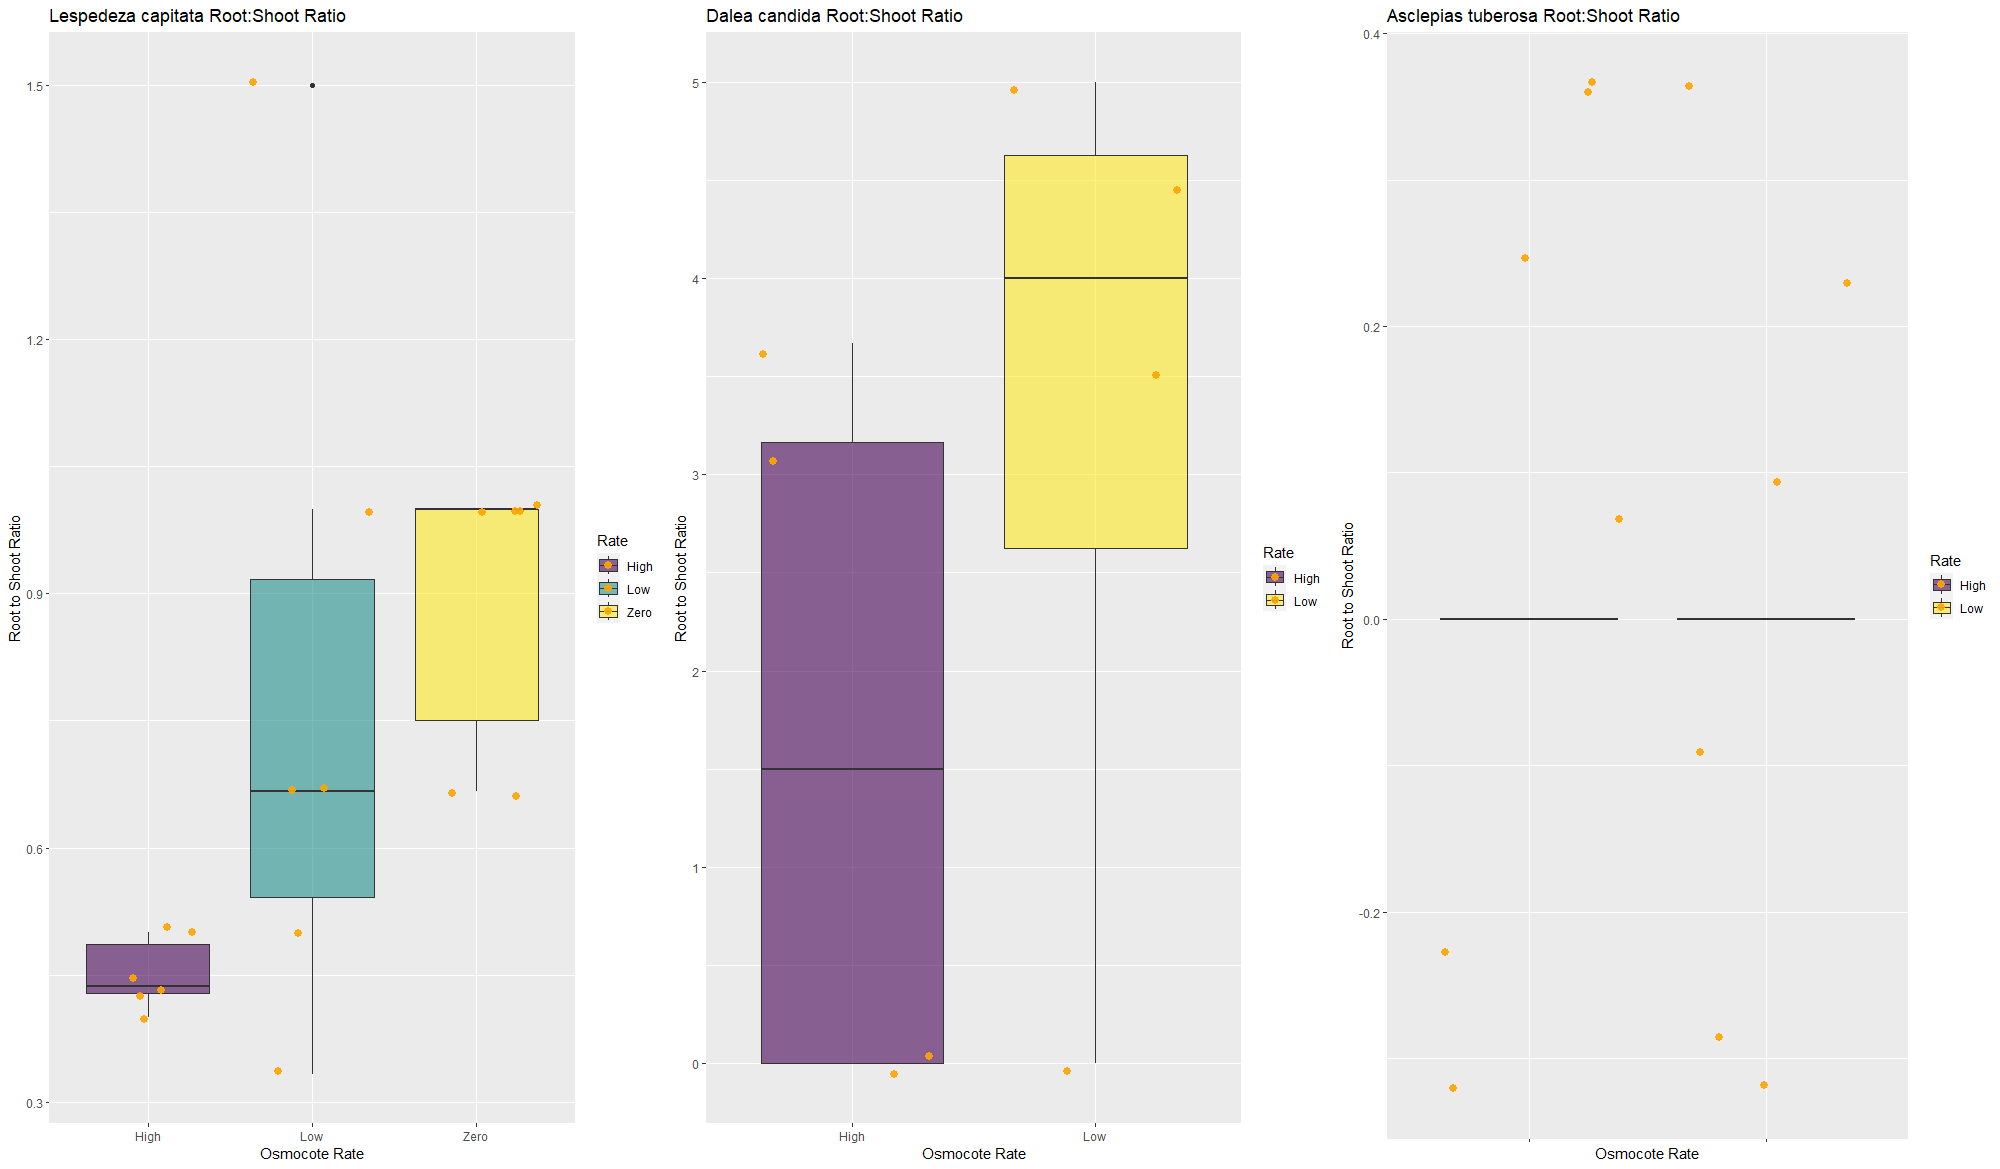 Lespedeza capitata Root:Shoot Ratio
Root to Shoot Ratio
1.5
1.2
0.9
0.6
0.3
High
Low
Zero
Osmocote Rate
Rate
High
Low
Zero
Dalea candida Root:Shoot Ratio
Root to Shoot Ratio
5
4
3
2
1
0
High
Low
Osmocote Rate
Rate
High
Low
Asclepias tuberosa Root:Shoot Ratio
Root to Shoot Ratio
0.4
0.2
0.0
-0.2
Osmocote Rate
Rate
High
Low